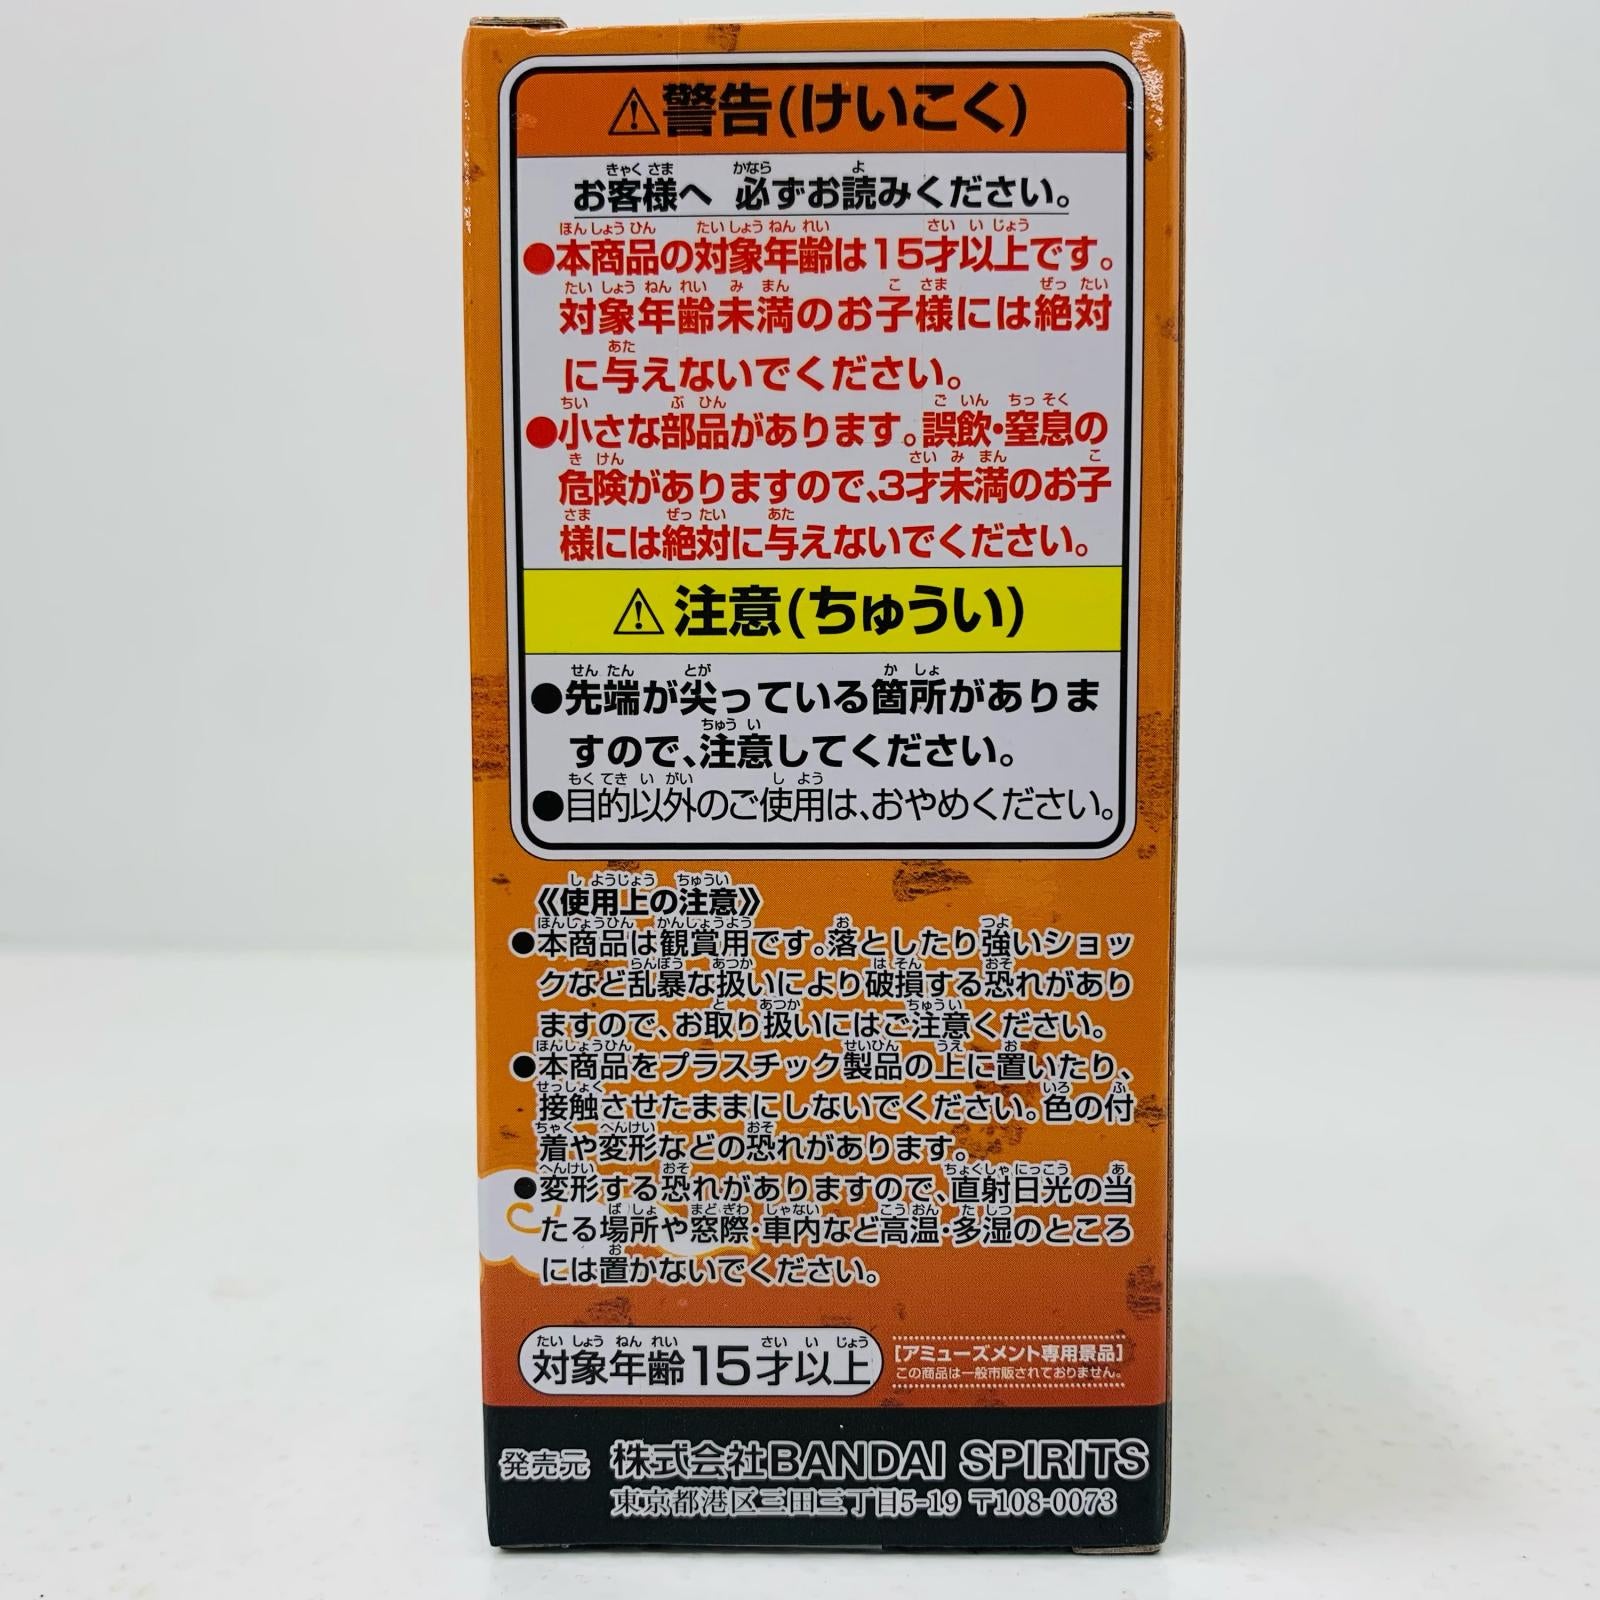 ⚠警告(けいこく)
お客様へ 必ずお読みください。
●本商品の対象年齢は15才以上です。
対象年齢未満のお子様には絶対
に与えないでください。
●小さな部品があります。誤飲・窒息の
危険がありますので、3才未満のお子
様には絶対に与えないでください。
⚠注意(ちゅうい)
●先端が尖っている箇所がありま
すので、注意してください。
●目的以外のご使用は、おやめください。
《使用上の注意》
●本商品は観賞用です。落としたり強いショッ
クなど乱暴な扱いにより破損する恐れがあり
ますので、お取り扱いにはご注意ください。
●本商品をプラスチック製品の上に置いたり、
接触させたままにしないでください。色の付
着や変形などの恐れがあります。
●変形する恐れがありますので、直射日光の当
たる場所や窓際・車内など高温・多湿のところ
には置かないでください。
対象年齢15才以上
[アミューズメント専用景品]
この商品は一般市販されておりません。
発売元 株式会社BANDAI SPIRITS
東京都港区三田三丁目5-19 〒108-0073